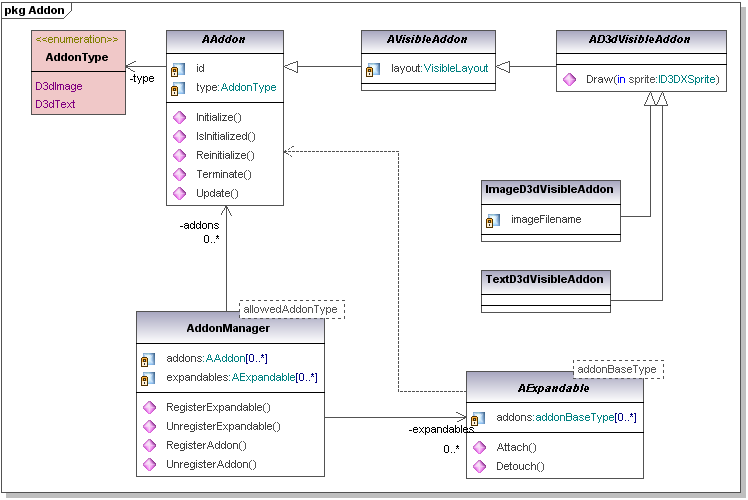 pkg Addon
<<enumeration>>
AddonType
D3dImage
D3dText
-type
AAddon
id
type:AddonType
Initialize()
IsInitialized()
Reinitialize()
Terminate()
Update()
AVisibleAddon
layout:VisibleLayout
AD3dVisibleAddon
Draw(in sprite:ID3DXSprite)
ImageD3dVisibleAddon
imageFilename
TextD3dVisibleAddon
-addons
0..*
allowedAddonType
AddonManager
addons:AAddon[0..*]
expandables:AExpandable[0..*]
RegisterExpandable()
UnregisterExpandable()
RegisterAddon()
UnregisterAddon()
-expandables
0..*
addonBaseType
AExpandable
addons:addonBaseType[0..*]
Attach()
Detouch()